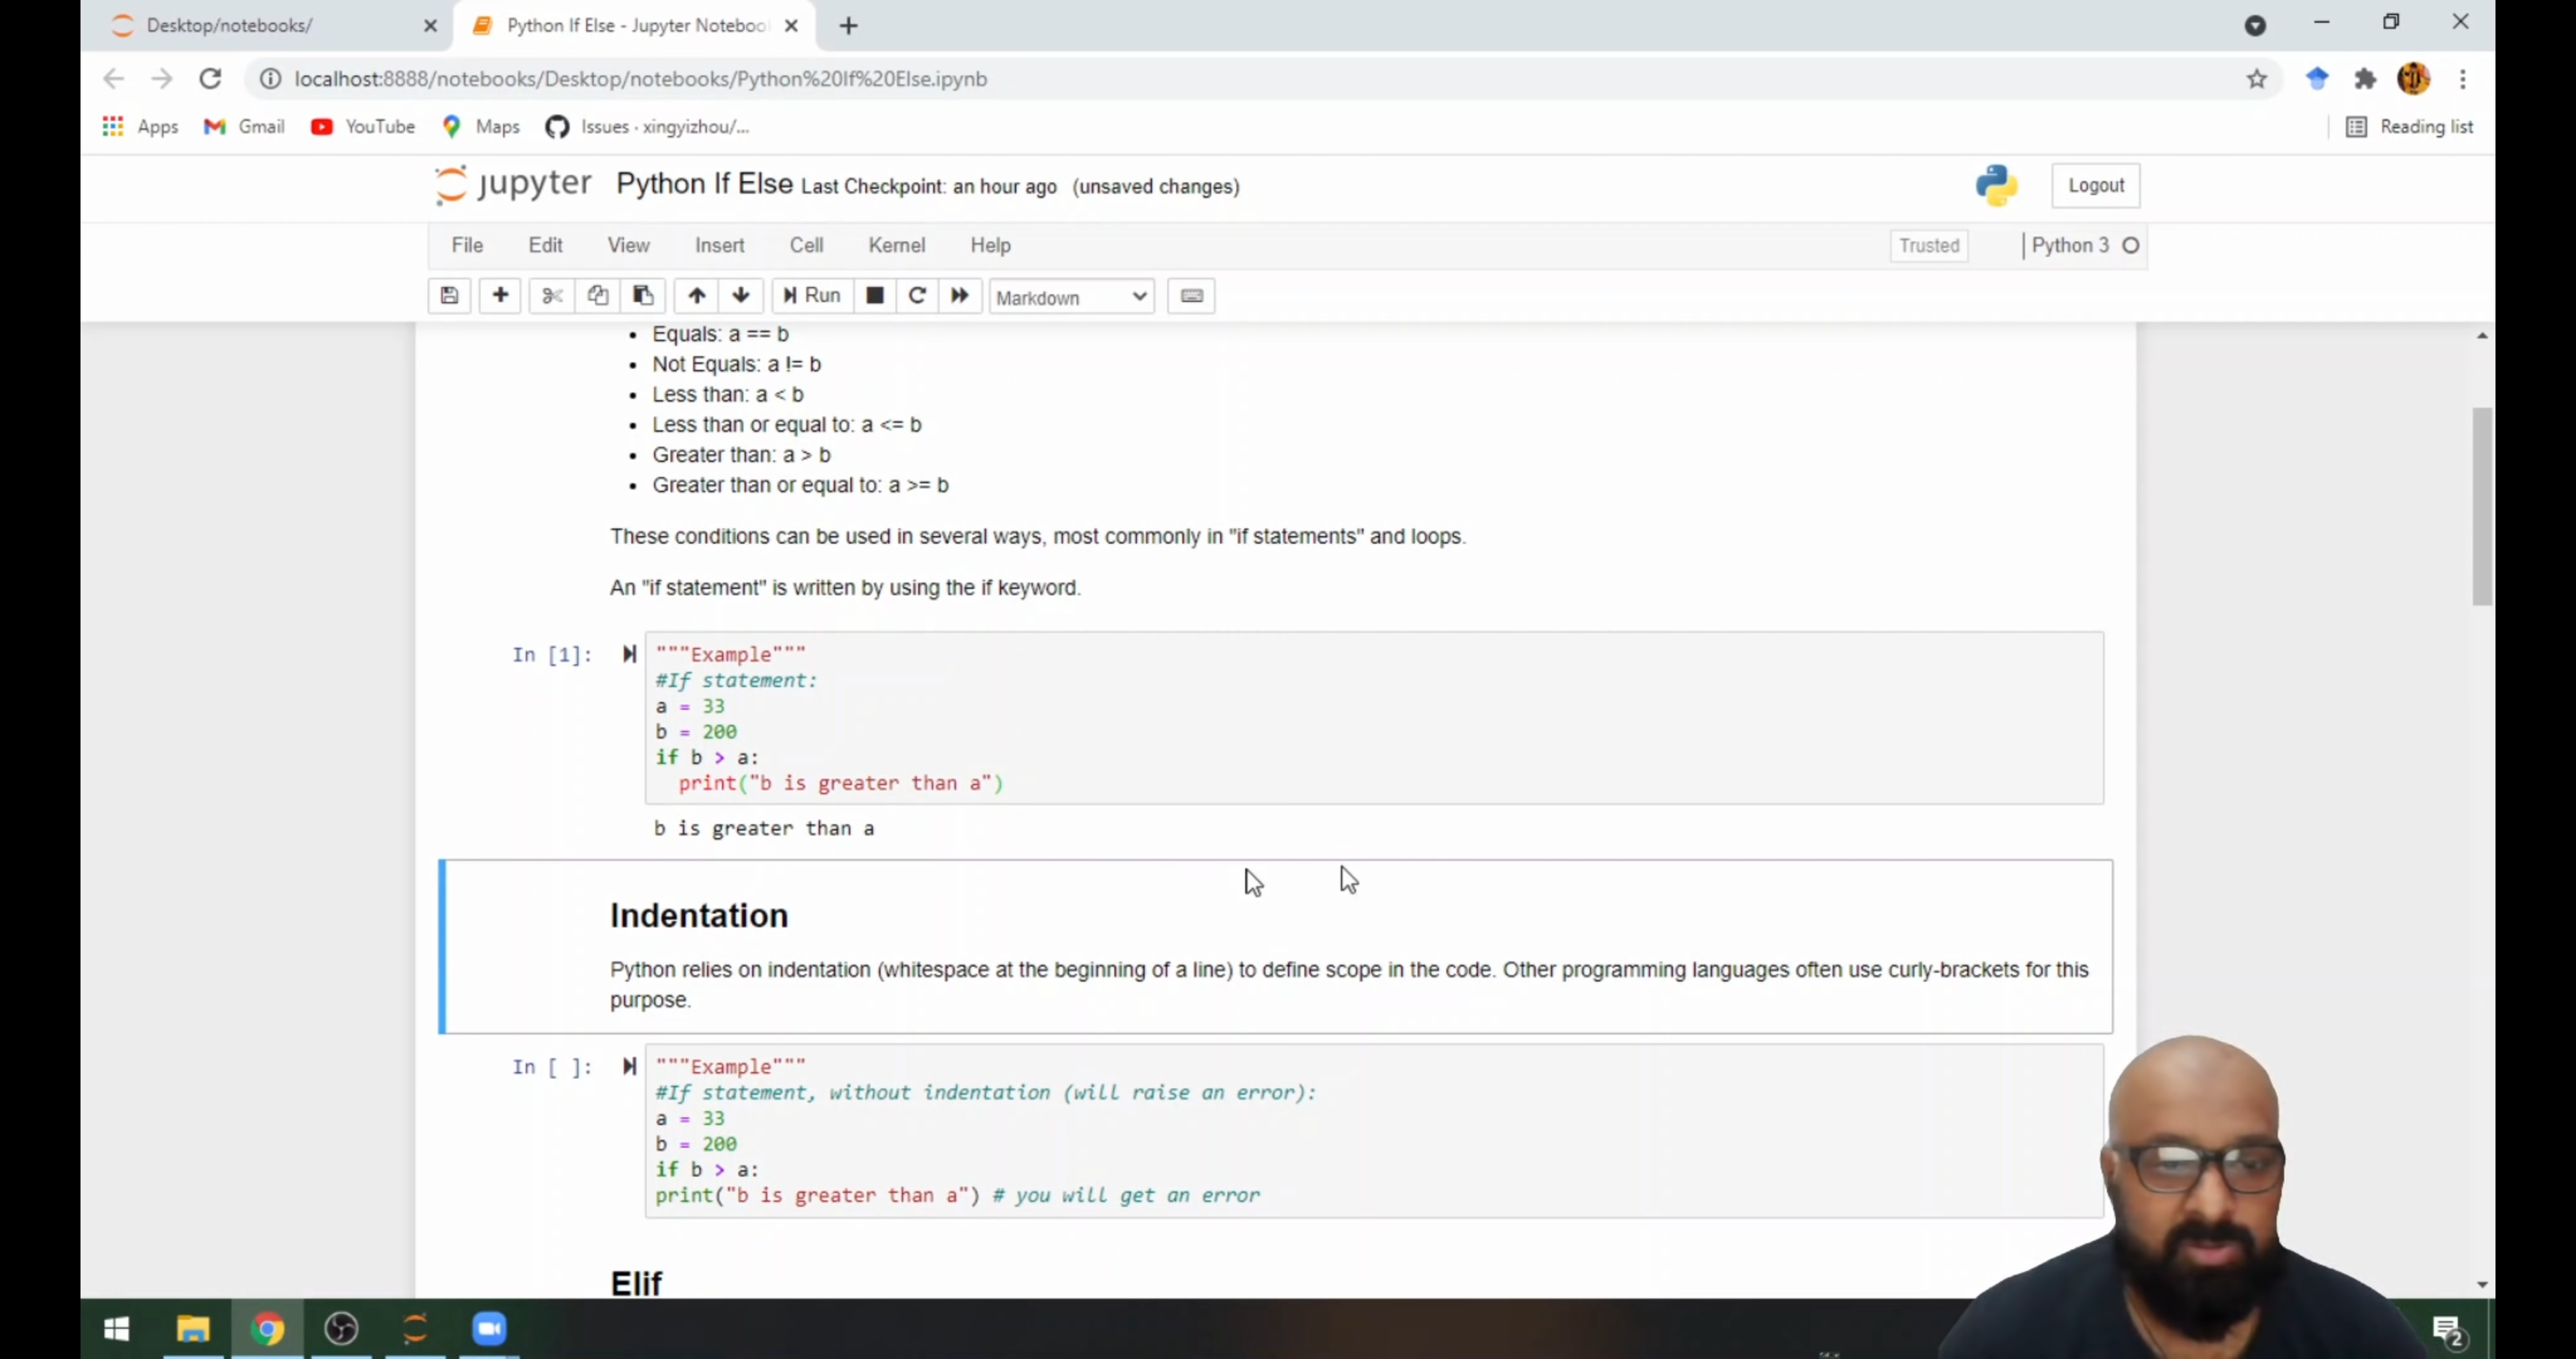 Desktop/notebooks/
Python If Else - Jupyter Noteboo
localhost:8888/notebooks/Desktop/notebooks/Python%20If%20Else.ipynb
Apps Gmail YouTube Maps Issues · xingyizhou/... Reading list
jupyter Python If Else Last Checkpoint: an hour ago (unsaved changes) Logout
File Edit View Insert Cell Kernel Help Trusted Python 3
Run Markdown
• Equals: a == b
• Not Equals: a != b
• Less than: a < b
• Less than or equal to: a <= b
• Greater than: a > b
• Greater than or equal to: a >= b
These conditions can be used in several ways, most commonly in "if statements" and loops.
An "if statement" is written by using the if keyword.
In [1]: """Example"""
#If statement:
a = 33
b = 200
if b > a:
  print("b is greater than a")
b is greater than a
Indentation
Python relies on indentation (whitespace at the beginning of a line) to define scope in the code. Other programming languages often use curly-brackets for this
purpose.
In [ ]: """Example"""
#If statement, without indentation (will raise an error):
a = 33
b = 200
if b > a:
print("b is greater than a") # you will get an error
Elif
2